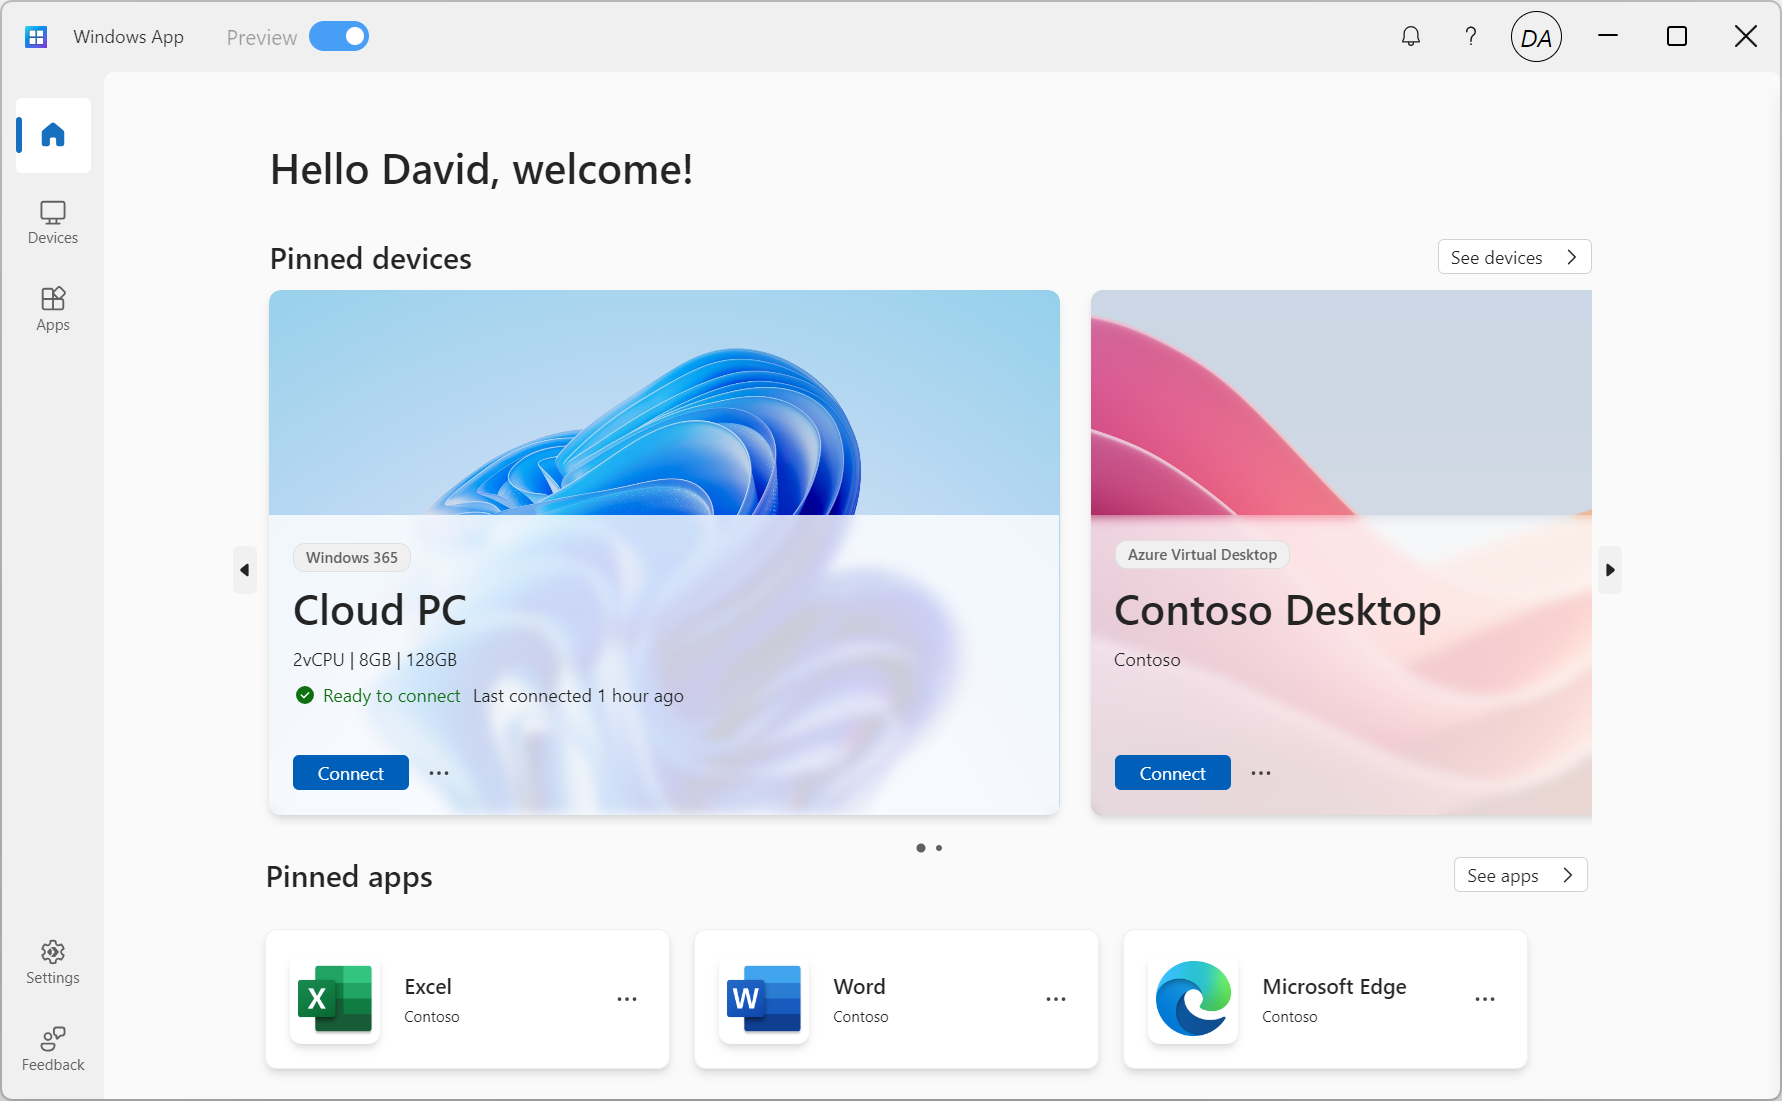 Windows App
Preview
?
DA
Devices
Apps
Hello David, welcome!
Pinned devices
See devices
Windows 365
Cloud PC
2vCPU | 8GB | 128GB
Ready to connect Last connected 1 hour ago
Connect
Azure Virtual Desktop
Contoso Desktop
Contoso
Connect
Pinned apps
See apps
X
Excel
Contoso
W
Word
Contoso
Microsoft Edge
Contoso
Settings
Feedback